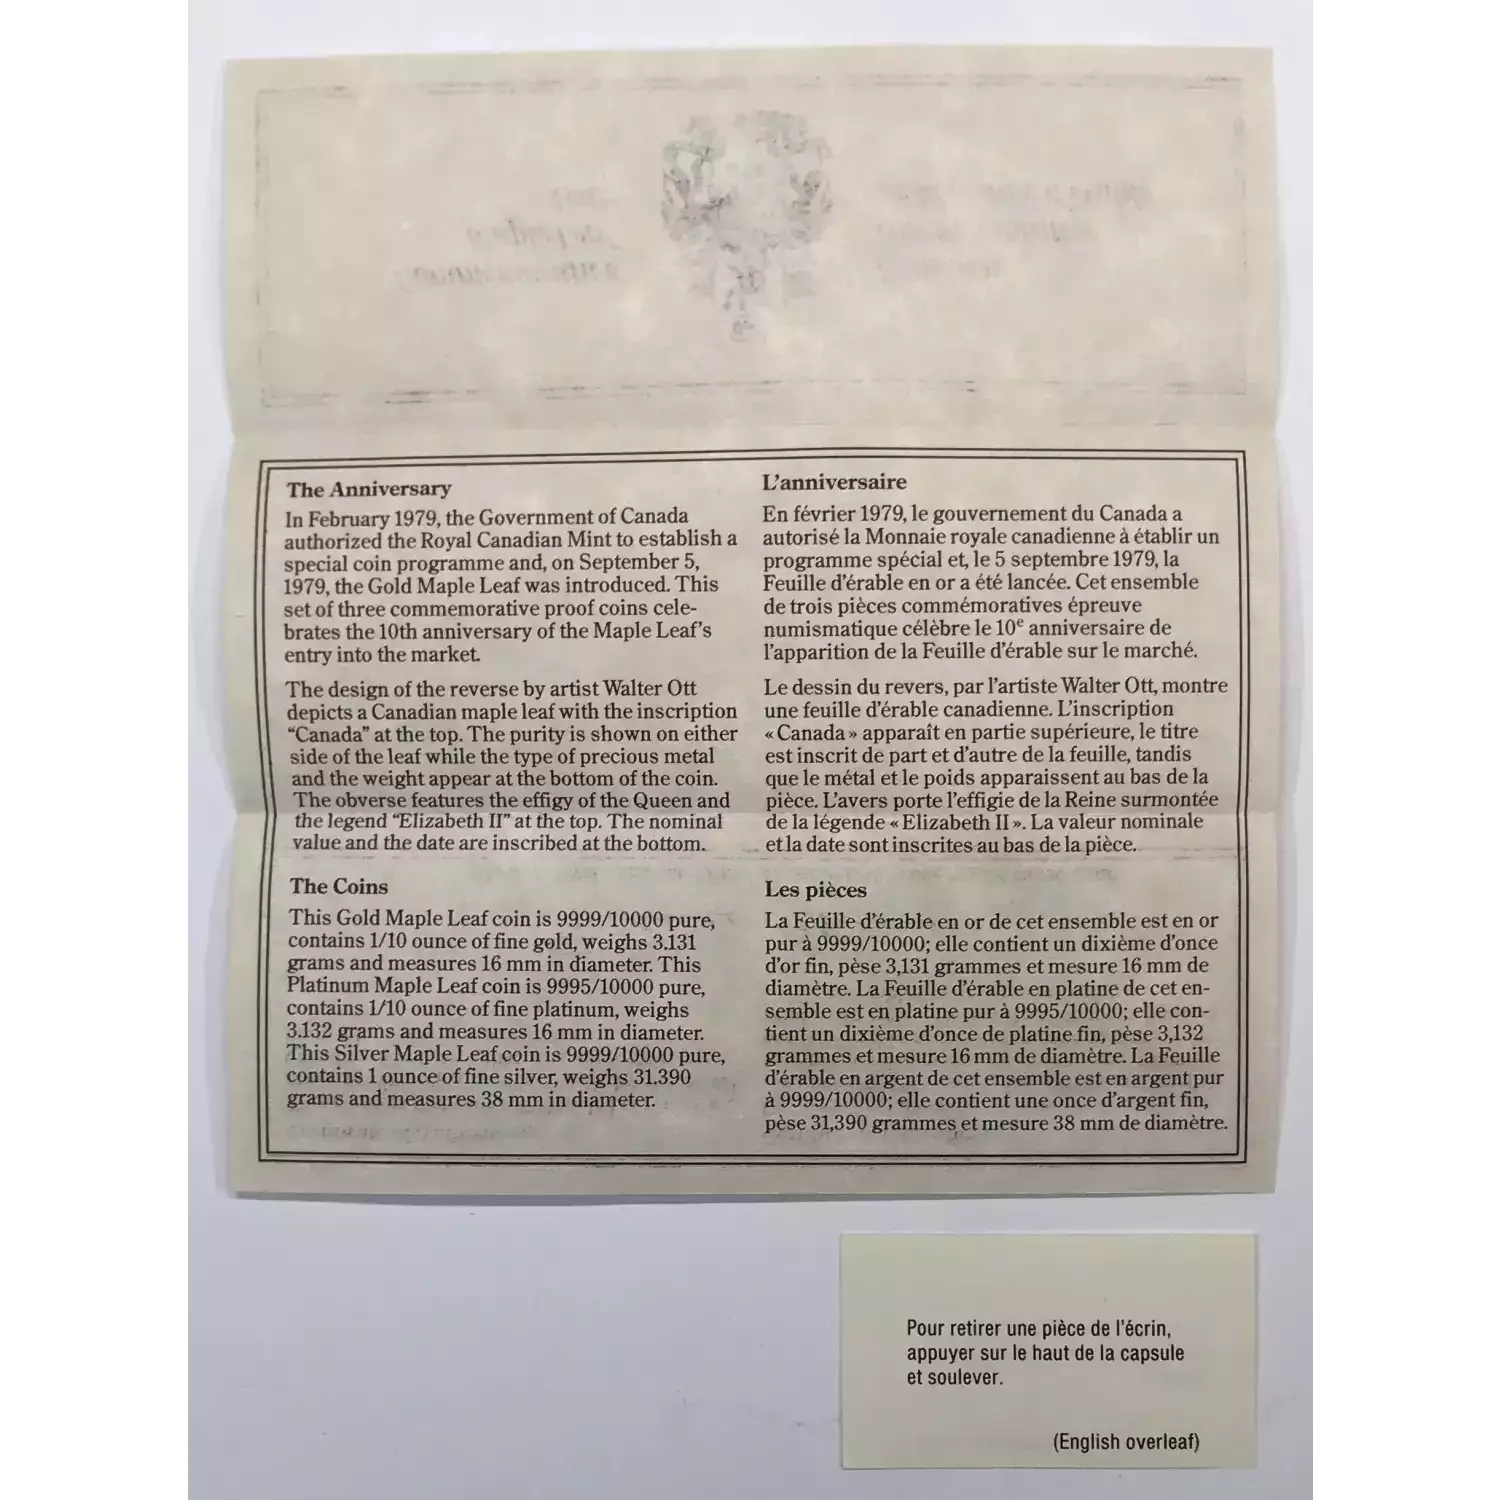 The Anniversary
In February 1979, the Government of Canada
authorized the Royal Canadian Mint to establish a
special coin programme and, on September 5,
1979, the Gold Maple Leaf was introduced. This
set of three commemorative proof coins cele-
brates the 10th anniversary of the Maple Leaf's
entry into the market.
The design of the reverse by artist Walter Ott
depicts a Canadian maple leaf with the inscription
"Canada" at the top. The purity is shown on either
side of the leaf while the type of precious metal
and the weight appear at the bottom of the coin.
The obverse features the effigy of the Queen and
the legend "Elizabeth II" at the top. The nominal
value and the date are inscribed at the bottom.
The Coins
This Gold Maple Leaf coin is 9999/10000 pure,
contains 1/10 ounce of fine gold, weighs 3.131
grams and measures 16 mm in diameter. This
Platinum Maple Leaf coin is 9995/10000 pure,
contains 1/10 ounce of fine platinum, weighs
3.132 grams and measures 16 mm in diameter.
This Silver Maple Leaf coin is 9999/10000 pure,
contains 1 ounce of fine silver, weighs 31.390
grams and measures 38 mm in diameter.
L'anniversaire
En février 1979, le gouvernement du Canada a
autorisé la Monnaie royale canadienne à établir un
programme spécial et, le 5 septembre 1979, la
Feuille d'érable en or a été lancée. Cet ensemble
de trois pièces commémoratives épreuve
numismatique célèbre le 10e anniversaire de
l'apparition de la Feuille d'érable sur le marché.
Le dessin du revers, par l'artiste Walter Ott, montre
une feuille d'érable canadienne. L'inscription
« Canada » apparaît en partie supérieure, le titre
est inscrit de part et d'autre de la feuille, tandis
que le métal et le poids apparaissent au bas de la
pièce. L'avers porte l'effigie de la Reine surmontée
de la légende « Elizabeth II ». La valeur nominale
et la date sont inscrites au bas de la pièce.
Les pièces
La Feuille d'érable en or de cet ensemble est en or
pur à 9999/10000; elle contient un dixième d'once
d'or fin, pèse 3,131 grammes et mesure 16 mm de
diamètre. La Feuille d'érable en platine de cet en-
semble est en platine pur à 9995/10000; elle con-
tient un dixième d'once de platine fin, pèse 3,132
grammes et mesure 16 mm de diamètre. La Feuille
d'érable en argent de cet ensemble est en argent pur
à 9999/10000; elle contient une once d'argent fin,
pèse 31,390 grammes et mesure 38 mm de diamètre.
Pour retirer une pièce de l'écrin,
appuyer sur le haut de la capsule
et soulever.
(English overleaf)